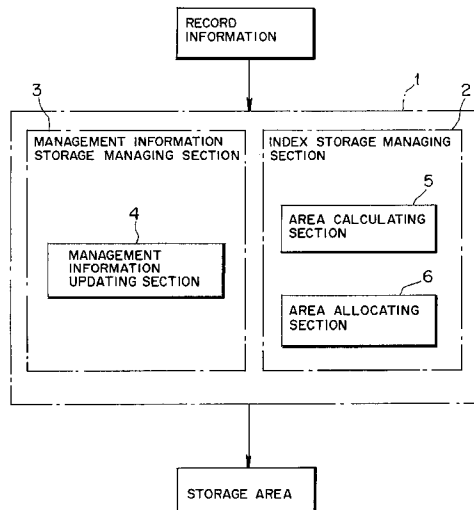 RECORD
INFORMATION
1
3
2
MANAGEMENT INFORMATION
STORAGE MANAGING SECTION
INDEX STORAGE MANAGING
SECTION
4
MANAGEMENT
INFORMATION
UPDATING SECTION
5
AREA CALCULATING
SECTION
6
AREA ALLOCATING
SECTION
STORAGE AREA